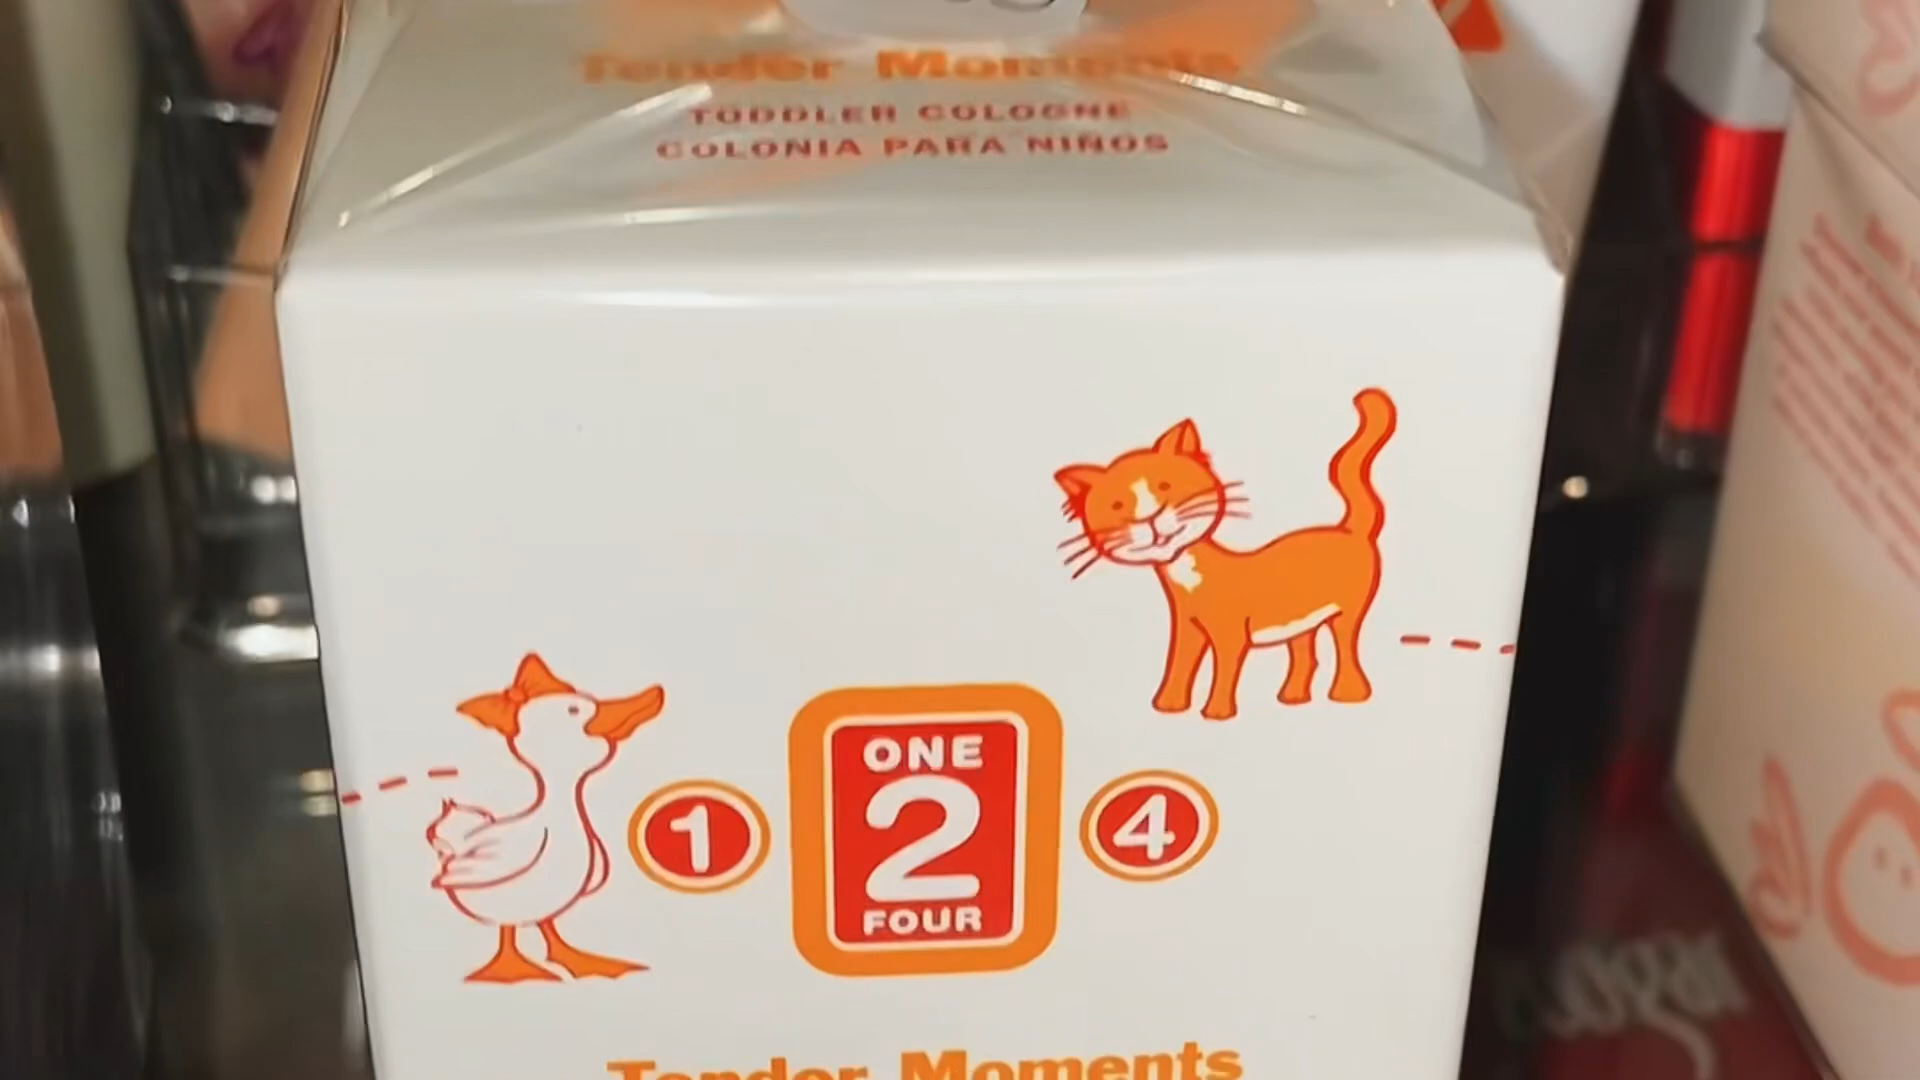 Tender Moments
TODDLER COLOGNE
COLONIA PARA NIÑOS
ONE
1 2 4
FOUR
Tender Moments